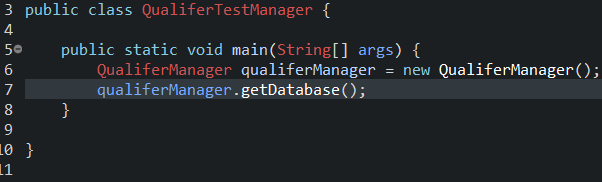 3 public class QualiferTestManager {
4
5 public static void main(String[] args) {
6 QualiferManager qualiferManager = new QualiferManager();
7 qualiferManager.getDatabase();
8 }
9
10 }
11